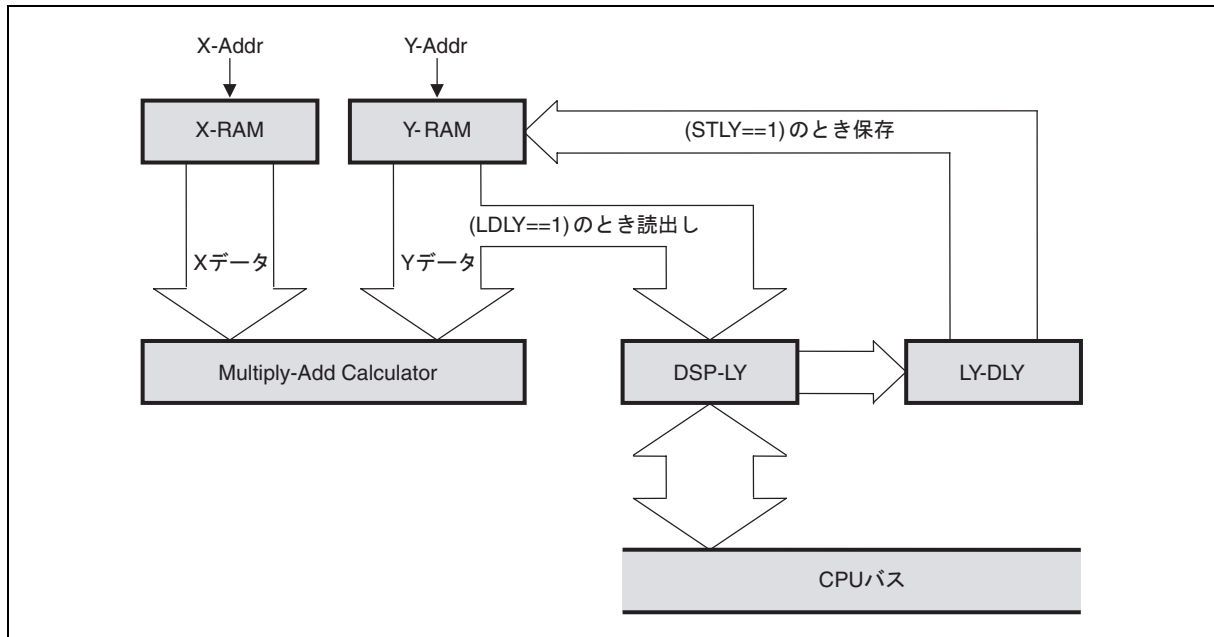 X-Addr
Y-Addr
X-RAM
Y- RAM
(STLY==1)のとき保存
(LDLY==1)のとき読出し
Xデータ
Yデータ
Multiply-Add Calculator
DSP-LY
LY-DLY
CPUバス